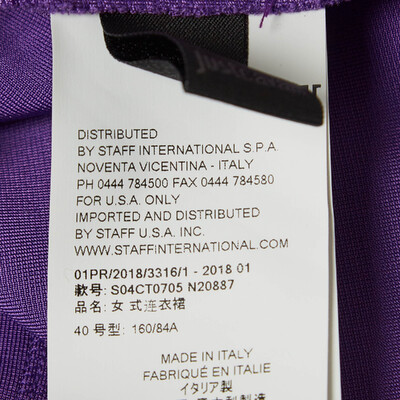 DISTRIBUTED
BY STAFF INTERNATIONAL S.P.A.
NOVENTA VICENTINA - ITALY
PH 0444 784500 FAX 0444 784580
FOR U.S.A. ONLY
IMPORTED AND DISTRIBUTED
BY STAFF U.S.A. INC.
WWW.STAFFINTERNATIONAL.COM
01PR/2018/3316/1 - 2018 01
款号: S04CT0705 N20887
品名: 女 式连衣裙
40 号型: 160/84A
MADE IN ITALY
FABRIQUÉ EN ITALIE
イタリア製